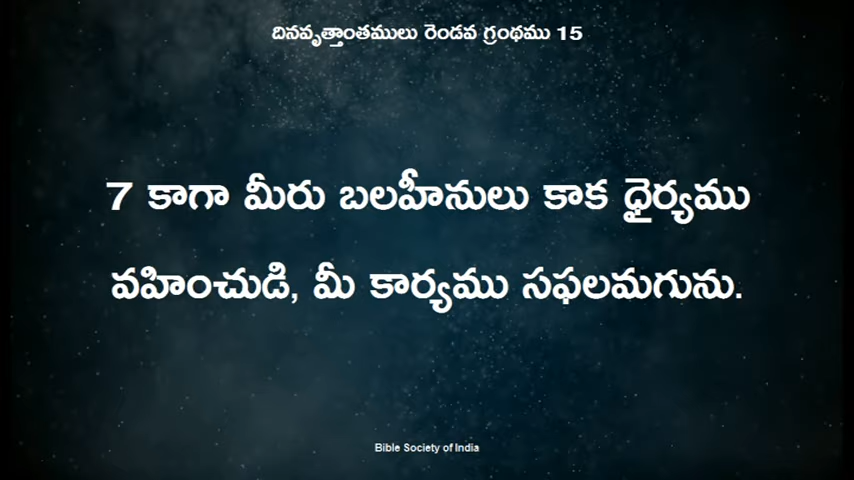 దినవృత్తాంతములు రెండవ గ్రంథము 15
7 కాగా మీరు బలహీనులు కాక ధైర్యము
వహించుడి, మీ కార్యము సఫలమగును.
Bible Society of India